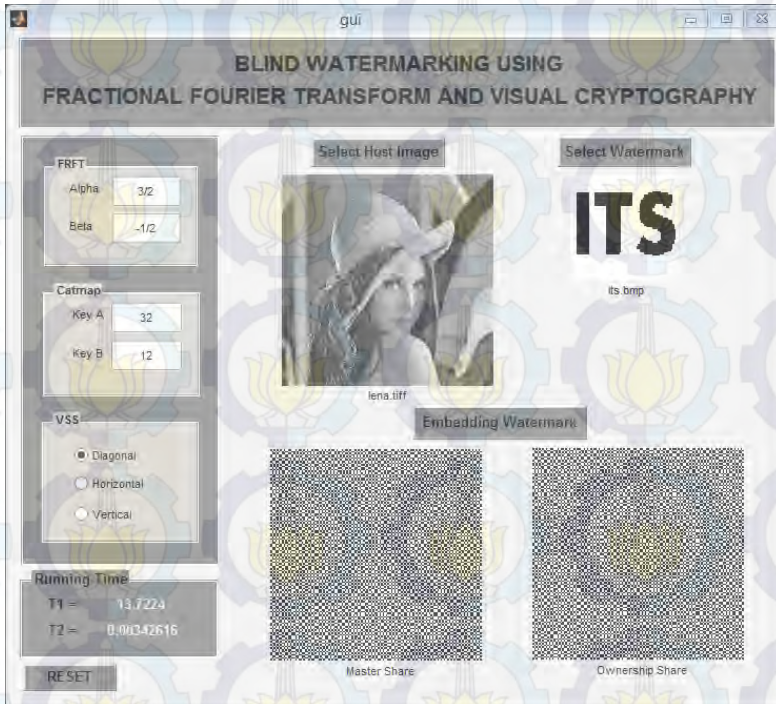 gui
BLIND WATERMARKING USING
FRACTIONAL FOURIER TRANSFORM AND VISUAL CRYPTOGRAPHY
FRFT
Alpha 3/2
Beta -1/2
Catmap
Key A 32
Key B 12
VSS
Diagonal
Horizontal
Vertical
Running Time
T1 = 13.7224
T2 = 0.00342616
RESET
Select Host Image
lena.tiff
Select Watermark
ITS
its.bmp
Embedding Watermark
Master Share
Ownership Share